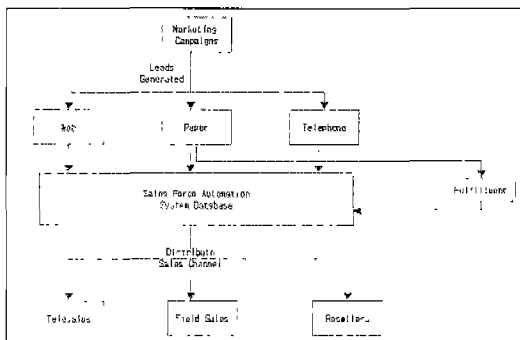 Marketing
Campaigns
Leads
Generated
Web
Paper
Telephone
Sales Force Automation
System Database
Fulfillment
Distribute
Sales Channel
Telesales
Field Sales
Resellers